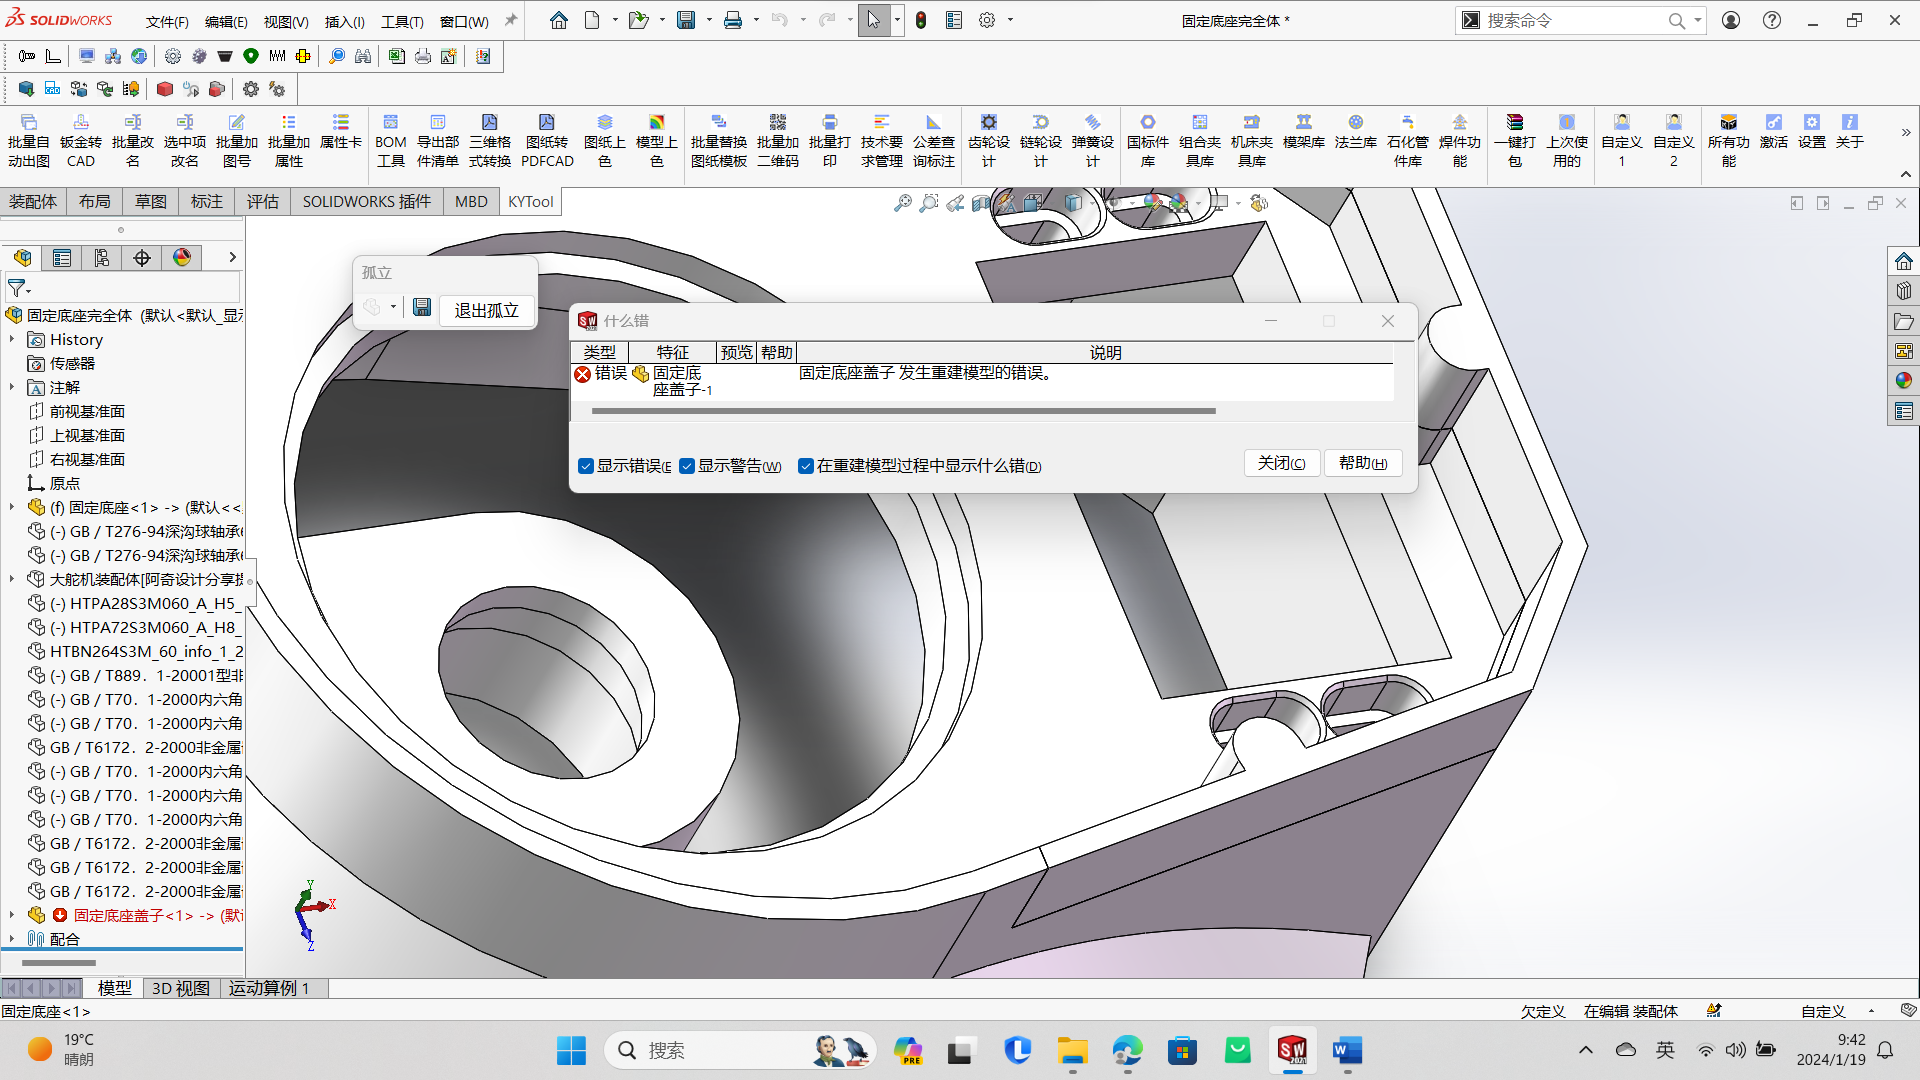 SOLIDWORKS 文件(F) 编辑(E) 视图(V) 插入(I) 工具(T) 窗口(W) 固定底座完全体 * 搜索命令
批量自动出图 钣金转CAD 批量改名 选中项改名 批量加图号 批量加属性 属性卡 BOM工具 导出部件清单 三维格式转换 图纸转PDFCAD 图纸上色 模型上色 批量替换图纸模板 批量加二维码 批量打印 技术要求管理 公差查询标注 齿轮设计 链轮设计 弹簧设计 国标件库 组合夹具库 机床夹具库 模架库 法兰库 石化管件库 焊件功能 一键打包 上次使用的 自定义1 自定义2 所有功能 激活 设置 关于
装配体 布局 草图 标注 评估 SOLIDWORKS 插件 MBD KYTool
孤立
退出孤立
什么错
类型 特征 预览 帮助 说明
错误 固定底座盖子-1 固定底座盖子 发生重建模型的错误。
显示错误(E 显示警告(W) 在重建模型过程中显示什么错(D) 关闭(C) 帮助(H)
固定底座完全体 (默认<默认_显
History
传感器
注解
前视基准面
上视基准面
右视基准面
原点
(f) 固定底座<1> -> (默认<<
(-) GB / T276-94深沟球轴承
(-) GB / T276-94深沟球轴承
大舵机装配体[阿奇设计分享
(-) HTPA28S3M060_A_H5_
(-) HTPA72S3M060_A_H8_
HTBN264S3M_60_info_1_2
(-) GB / T889．1-20001型非
(-) GB / T70．1-2000内六角
(-) GB / T70．1-2000内六角
GB / T6172．2-2000非金属
(-) GB / T70．1-2000内六角
(-) GB / T70．1-2000内六角
(-) GB / T70．1-2000内六角
GB / T6172．2-2000非金属
GB / T6172．2-2000非金属
GB / T6172．2-2000非金属
固定底座盖子<1> -> (默
配合
Y
X
Z
模型 3D 视图 运动算例 1
固定底座<1> 欠定义 在编辑 装配体 自定义
19°C
晴朗
搜索
PRE
英
9:42
2024/1/19